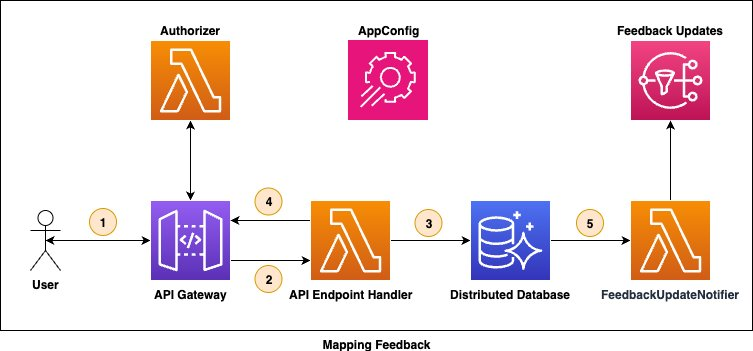 Authorizer
AppConfig
Feedback Updates
1
4
3
5
2
</>
User
API Gateway
API Endpoint Handler
Distributed Database
FeedbackUpdateNotifier
Mapping Feedback